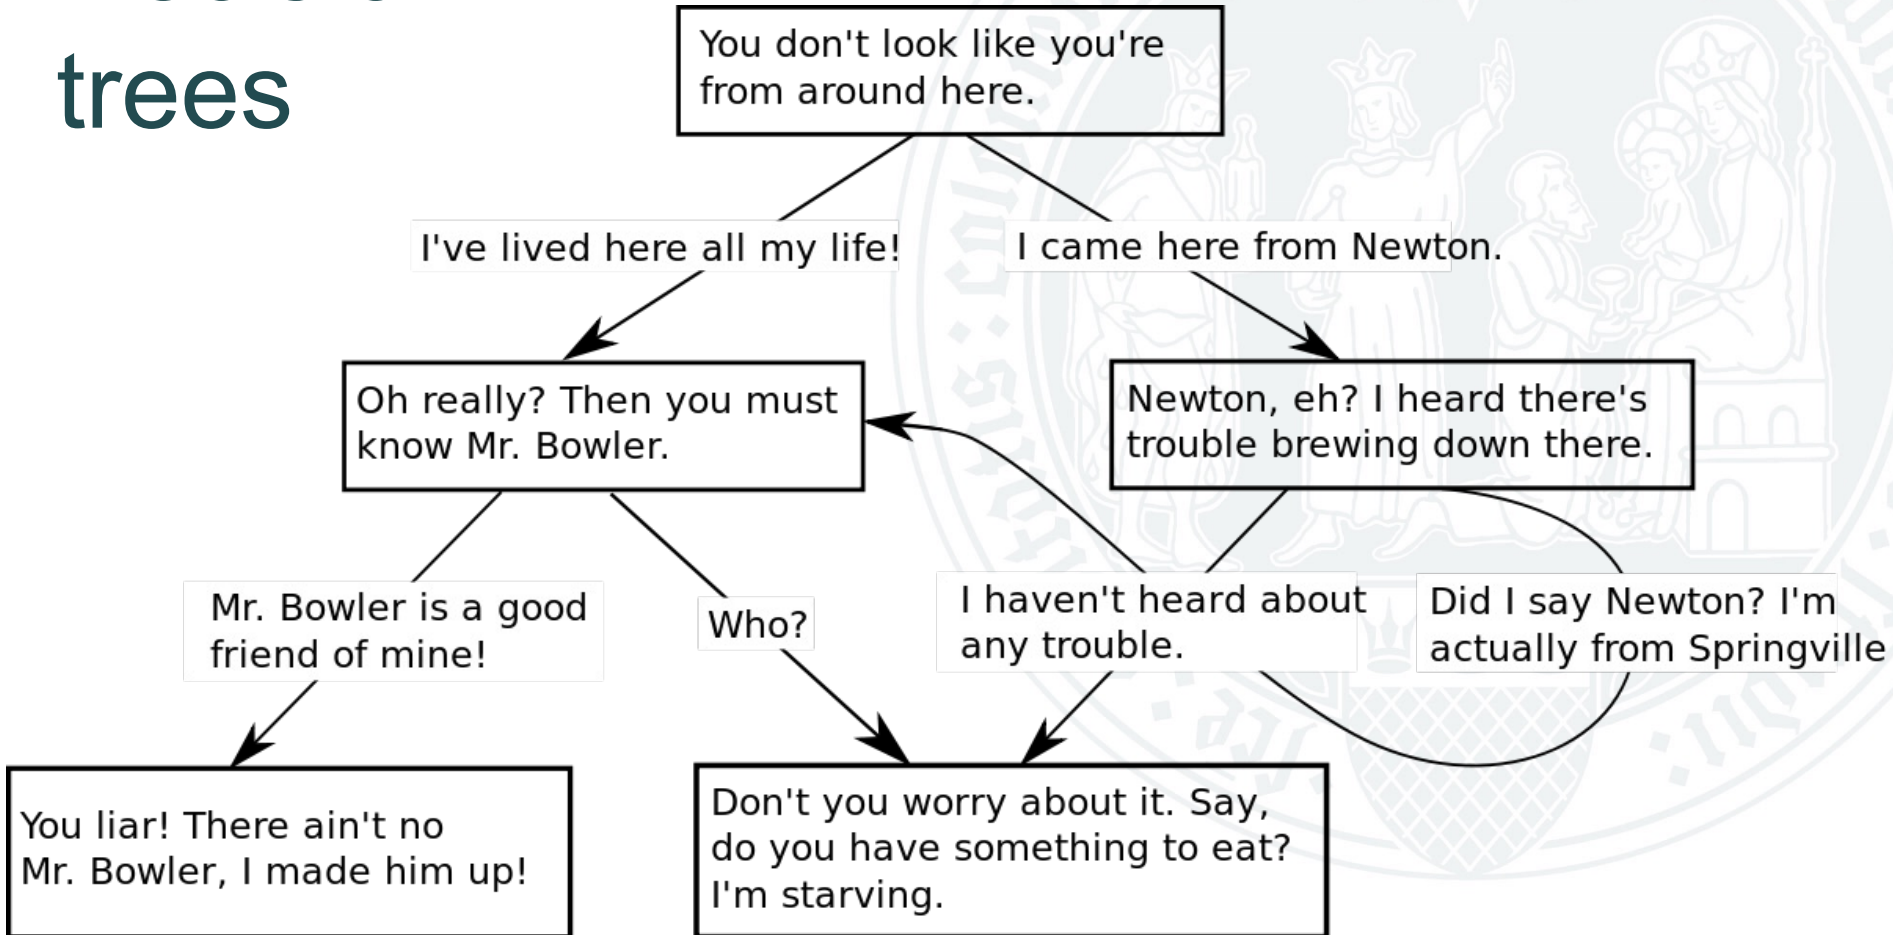 trees
You don't look like you're
from around here.
I've lived here all my life!
I came here from Newton.
Oh really? Then you must
know Mr. Bowler.
Newton, eh? I heard there's
trouble brewing down there.
Mr. Bowler is a good
friend of mine!
Who?
I haven't heard about
any trouble.
Did I say Newton? I'm
actually from Springville
You liar! There ain't no
Mr. Bowler, I made him up!
Don't you worry about it. Say,
do you have something to eat?
I'm starving.